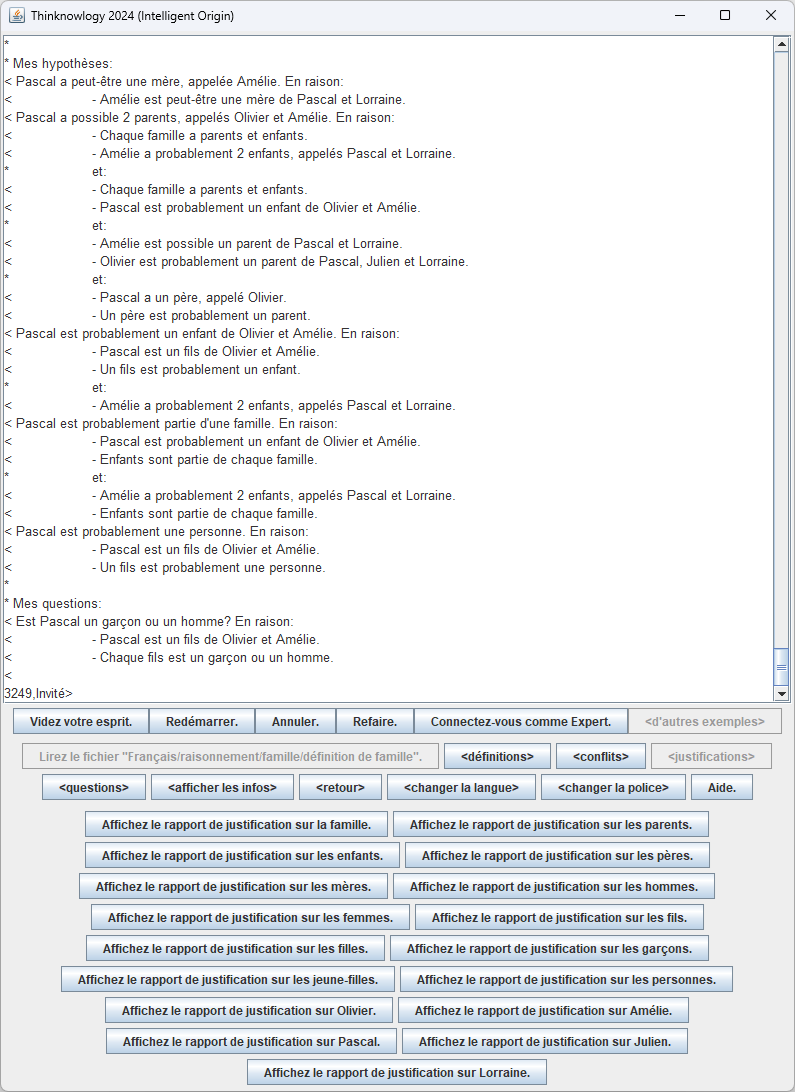 Thinknowlogy 2024 (Intelligent Origin)
*
* Mes hypothèses:
< Pascal a peut-être une mère, appelée Amélie. En raison:
< - Amélie est peut-être une mère de Pascal et Lorraine.
< Pascal a possible 2 parents, appelés Olivier et Amélie. En raison:
< - Chaque famille a parents et enfants.
< - Amélie a probablement 2 enfants, appelés Pascal et Lorraine.
* et:
< - Chaque famille a parents et enfants.
< - Pascal est probablement un enfant de Olivier et Amélie.
* et:
< - Amélie est possible un parent de Pascal et Lorraine.
< - Olivier est probablement un parent de Pascal, Julien et Lorraine.
* et:
< - Pascal a un père, appelé Olivier.
< - Un père est probablement un parent.
< Pascal est probablement un enfant de Olivier et Amélie. En raison:
< - Pascal est un fils de Olivier et Amélie.
< - Un fils est probablement un enfant.
* et:
< - Amélie a probablement 2 enfants, appelés Pascal et Lorraine.
< Pascal est probablement partie d'une famille. En raison:
< - Pascal est probablement un enfant de Olivier et Amélie.
< - Enfants sont partie de chaque famille.
* et:
< - Amélie a probablement 2 enfants, appelés Pascal et Lorraine.
< - Enfants sont partie de chaque famille.
< Pascal est probablement une personne. En raison:
< - Pascal est un fils de Olivier et Amélie.
< - Un fils est probablement une personne.
*
* Mes questions:
< Est Pascal un garçon ou un homme? En raison:
< - Pascal est un fils de Olivier et Amélie.
< - Chaque fils est un garçon ou un homme.
<
3249,Invité>
Videz votre esprit. Redémarrer. Annuler. Refaire. Connectez-vous comme Expert. <d'autres exemples>
Lirez le fichier "Français/raisonnement/famille/définition de famille". <définitions> <conflits> <justifications>
<questions> <afficher les infos> <retour> <changer la langue> <changer la police> Aide.
Affichez le rapport de justification sur la famille. Affichez le rapport de justification sur les parents.
Affichez le rapport de justification sur les enfants. Affichez le rapport de justification sur les pères.
Affichez le rapport de justification sur les mères. Affichez le rapport de justification sur les hommes.
Affichez le rapport de justification sur les femmes. Affichez le rapport de justification sur les fils.
Affichez le rapport de justification sur les filles. Affichez le rapport de justification sur les garçons.
Affichez le rapport de justification sur les jeune-filles. Affichez le rapport de justification sur les personnes.
Affichez le rapport de justification sur Olivier. Affichez le rapport de justification sur Amélie.
Affichez le rapport de justification sur Pascal. Affichez le rapport de justification sur Julien.
Affichez le rapport de justification sur Lorraine.